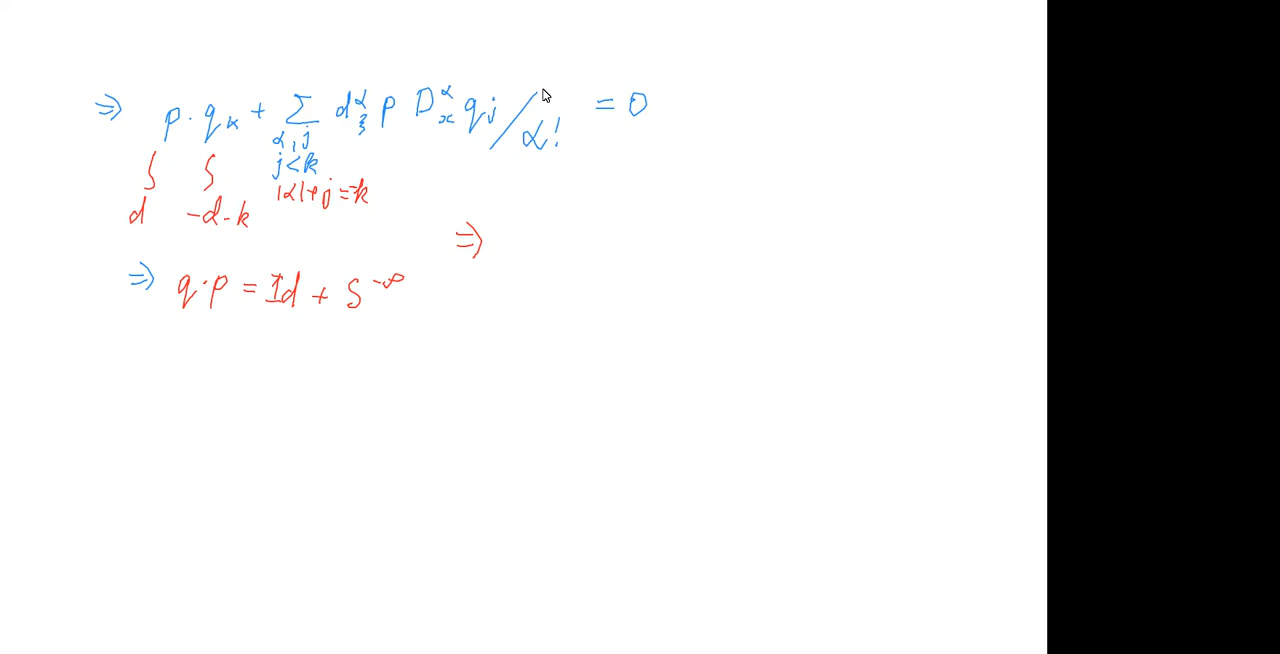 ⇒ p · q_k + Σ d_ξ^α p D_x^α q_j / α! = 0
α, j
j < k
|α| + j = k
d -d-k
⇒
⇒ q · p = Id + S^{-∞}